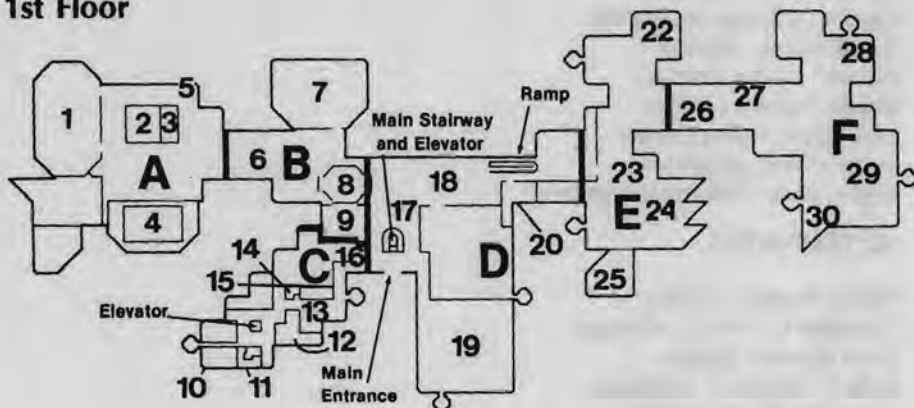 1st Floor
22
28
5
7
Ramp
26
27
1
2
3
Main Stairway
and Elevator
A
6
B
8
18
F
23
29
4
9
17
E
24
20
30
14
C
16
D
15
25
13
Elevator
12
19
10
11
Main
Entrance